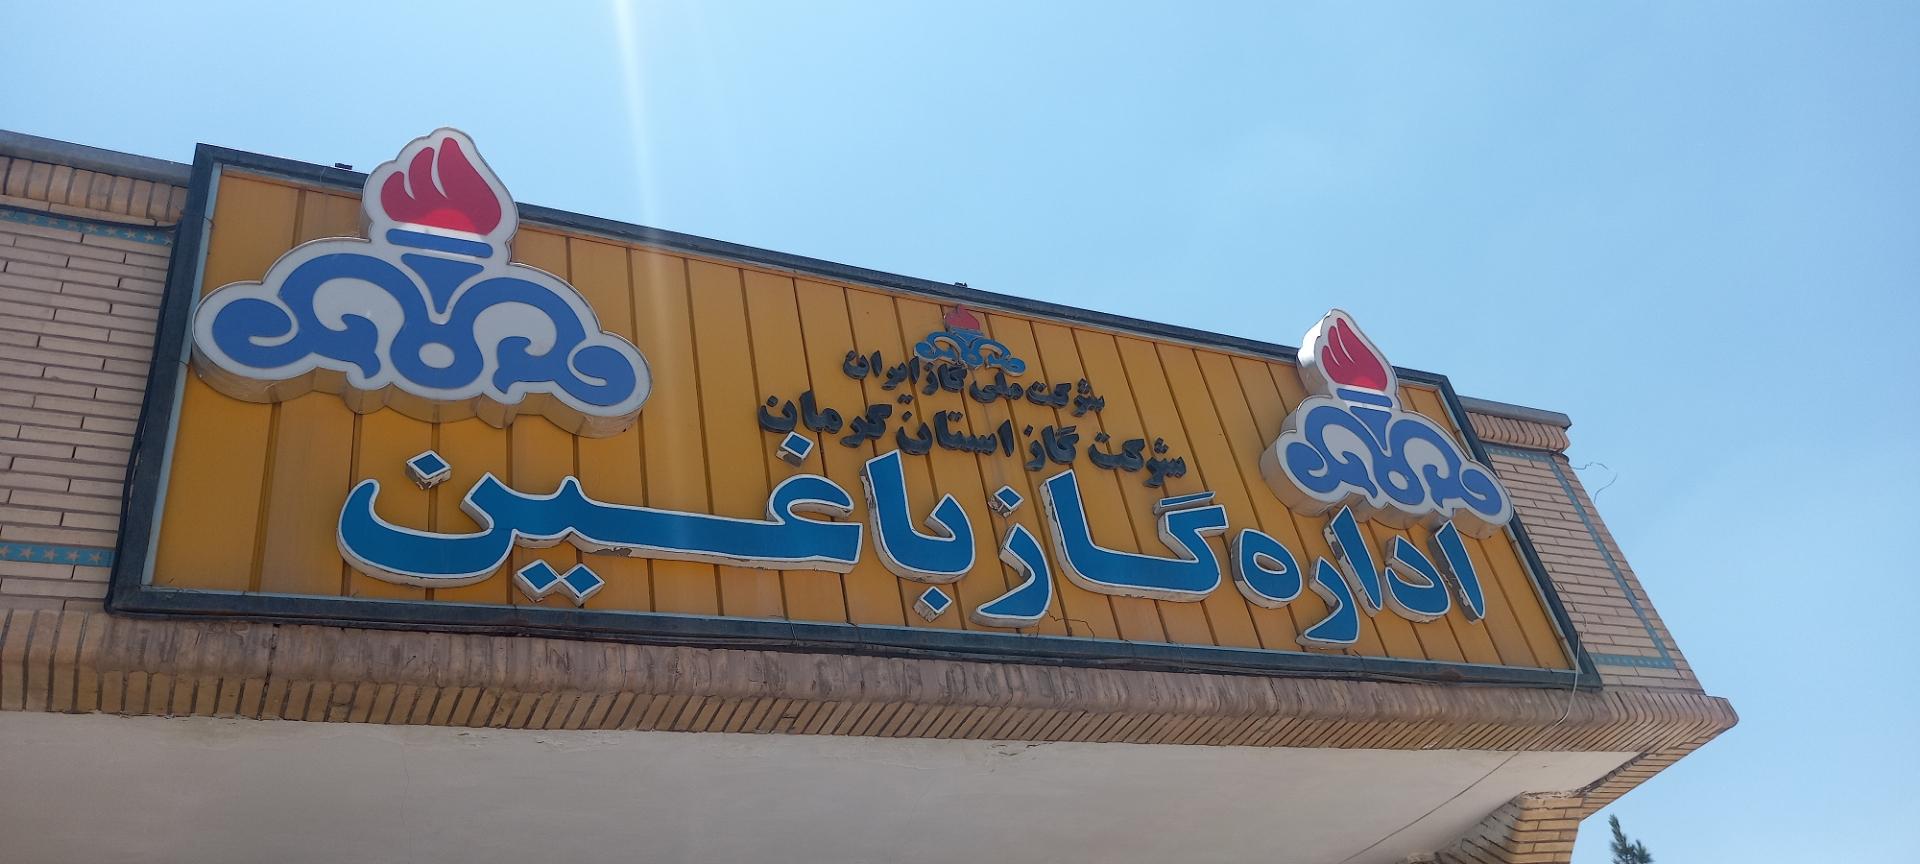 شرکت ملی گاز ایران
شرکت گاز استان کرمان
اداره گاز باغین